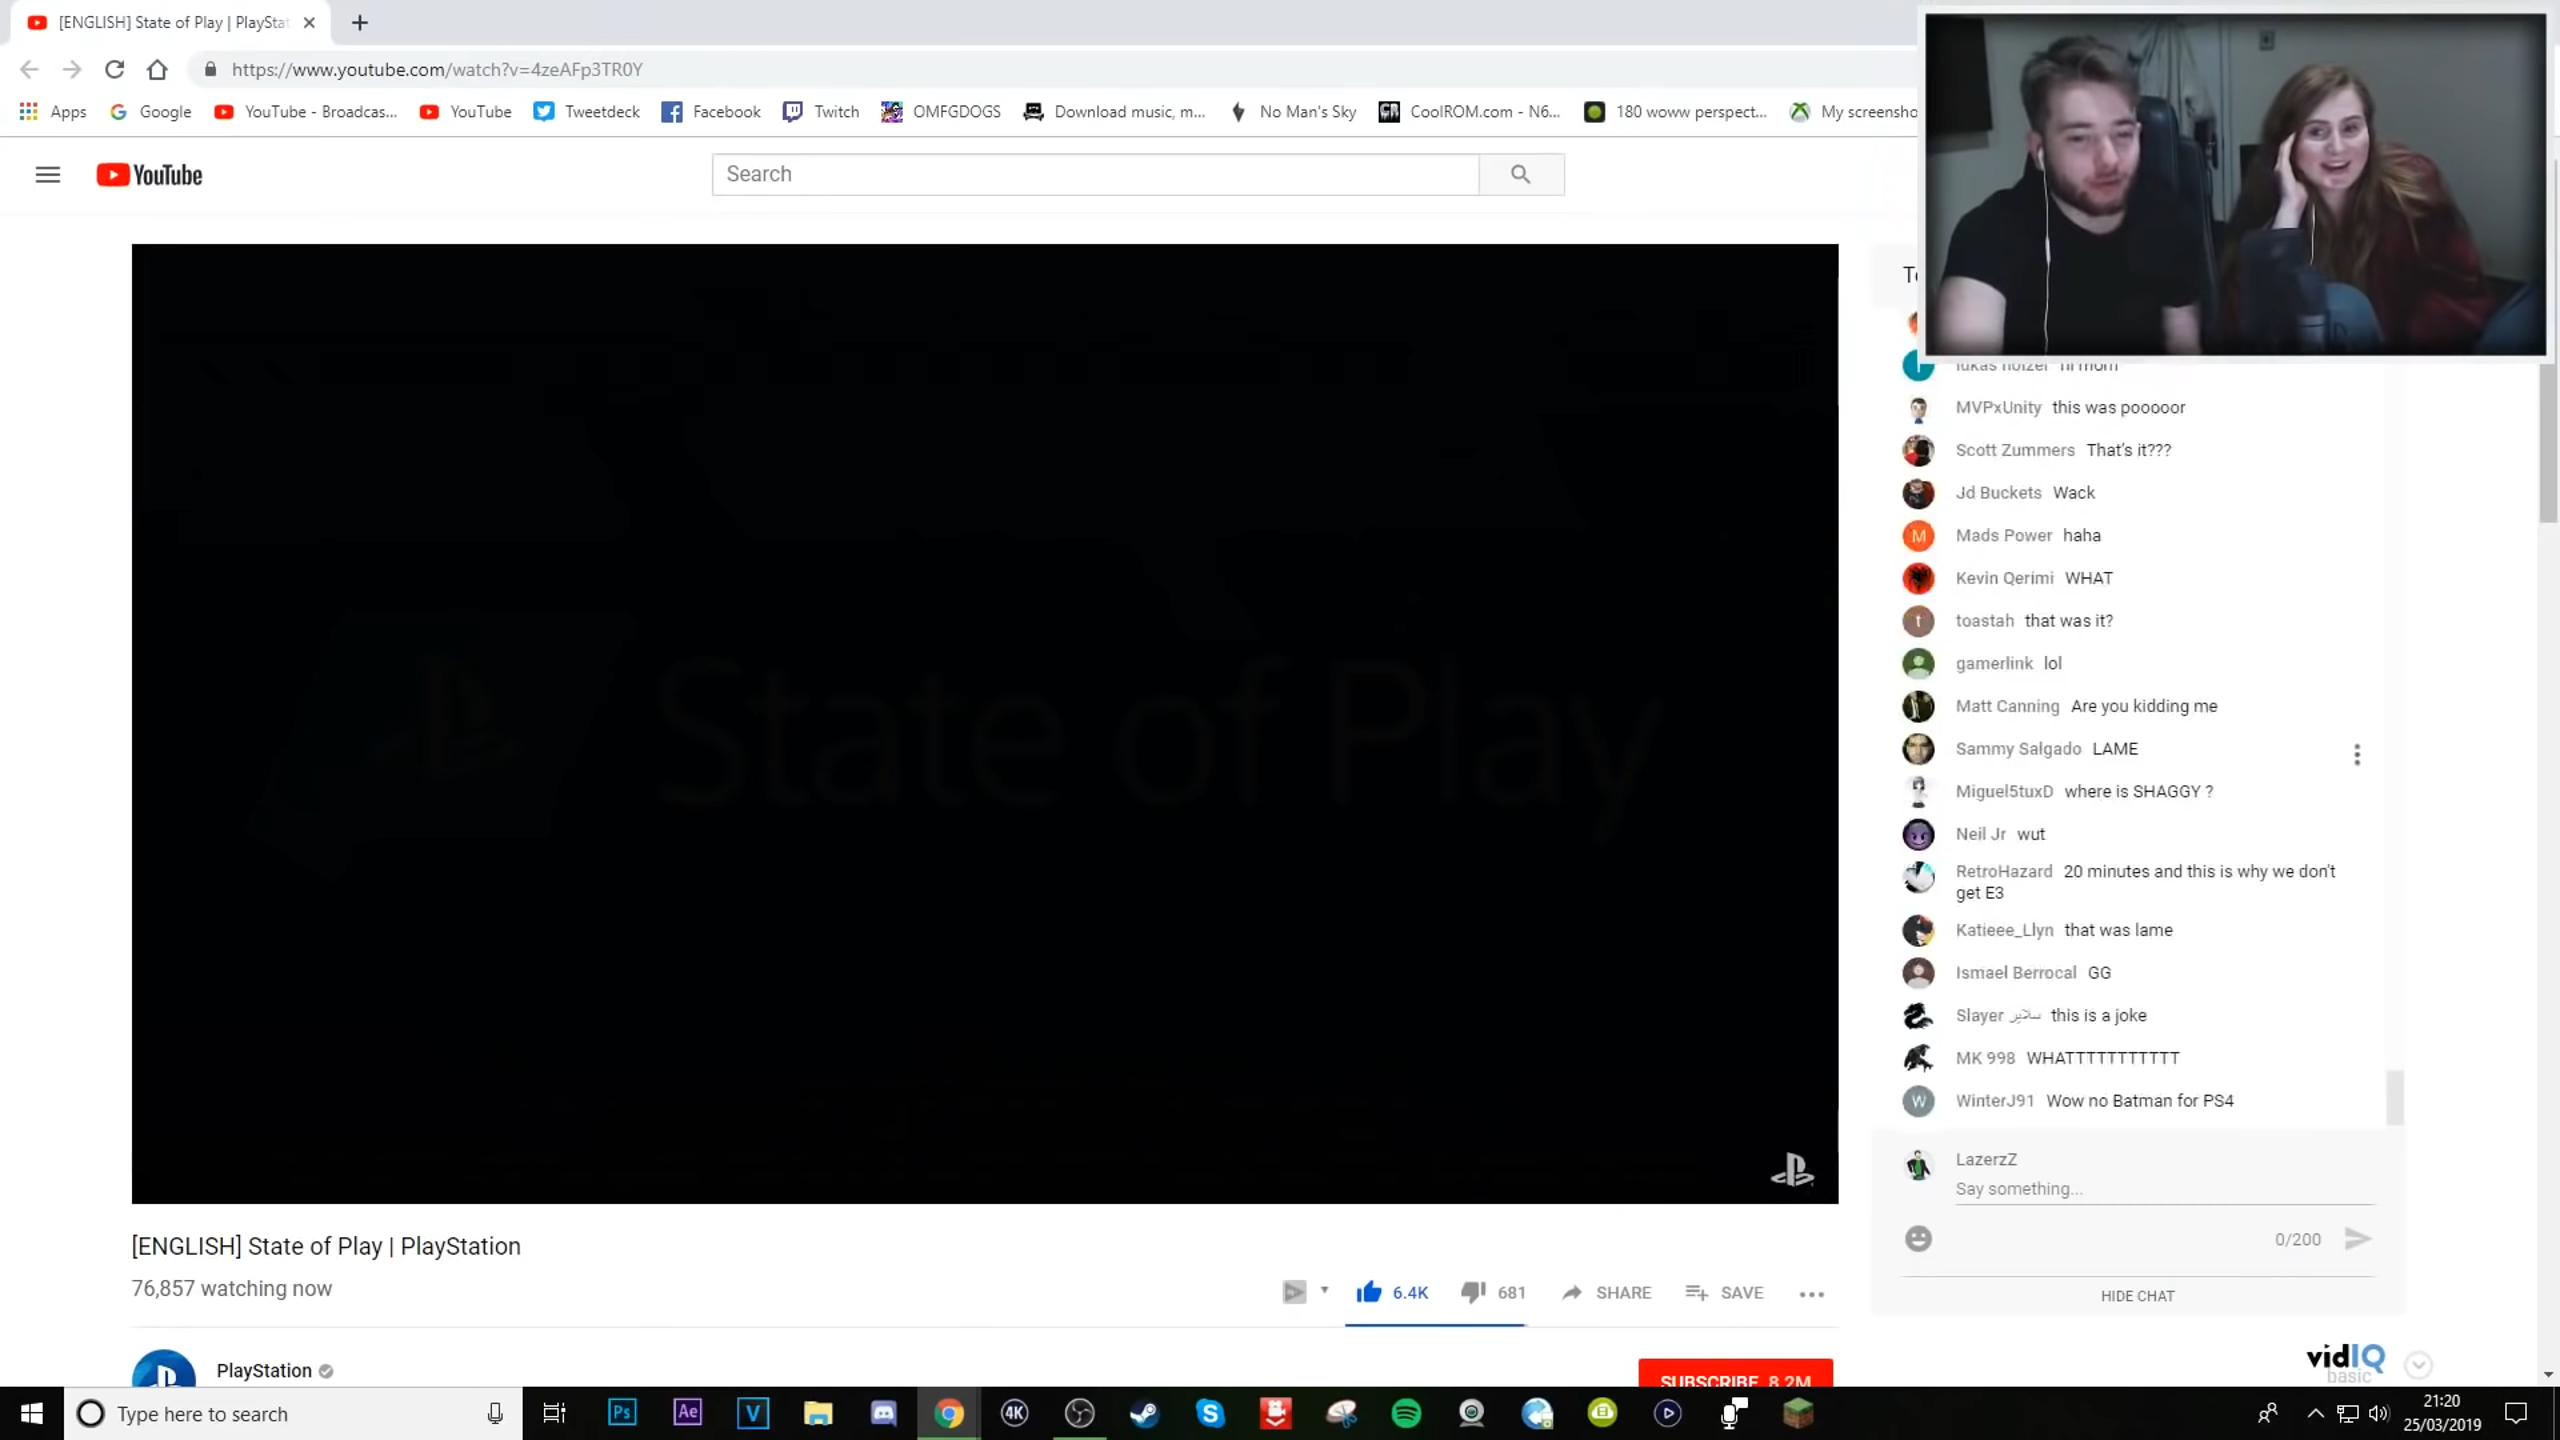 [ENGLISH] State of Play | PlayStat
https://www.youtube.com/watch?v=4zeAFp3TR0Y
Apps Google YouTube - Broadcas... YouTube Tweetdeck Facebook Twitch OMFGDOGS Download music, m... No Man's Sky CoolROM.com - N6... 180 woww perspect... My screensho
YouTube
Search
State of Play
MVPxUnity this was pooooor
Scott Zummers That's it???
Jd Buckets Wack
M Mads Power haha
Kevin Qerimi WHAT
t toastah that was it?
gamerlink lol
Matt Canning Are you kidding me
Sammy Salgado LAME
Miguel5tuxD where is SHAGGY ?
Neil Jr wut
RetroHazard 20 minutes and this is why we don't
get E3
Katieee_Llyn that was lame
Ismael Berrocal GG
Slayer سلاير this is a joke
MK 998 WHATTTTTTTTTTT
W WinterJ91 Wow no Batman for PS4
LazerzZ
Say something...
0/200
HIDE CHAT
[ENGLISH] State of Play | PlayStation
76,857 watching now
6.4K 681 SHARE SAVE
PlayStation
SUBSCRIBE 8.2M
vidIQ
basic
Type here to search
Ps Ae V 4K
21:20
25/03/2019